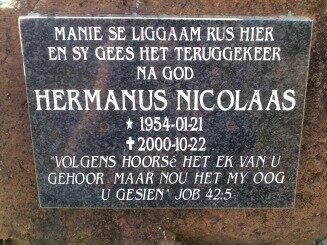 MANIE SE LIGGAAM RUS HIER
EN SY GEES HET TERUGGEKEER
NA GOD
HERMANUS NICOLAAS
★ 1954-01-21
✝ 2000-10-22
"VOLGENS HOORSê HET EK VAN U
GEHOOR MAAR NOU HET MY OOG
U GESIEN" JOB 42:5